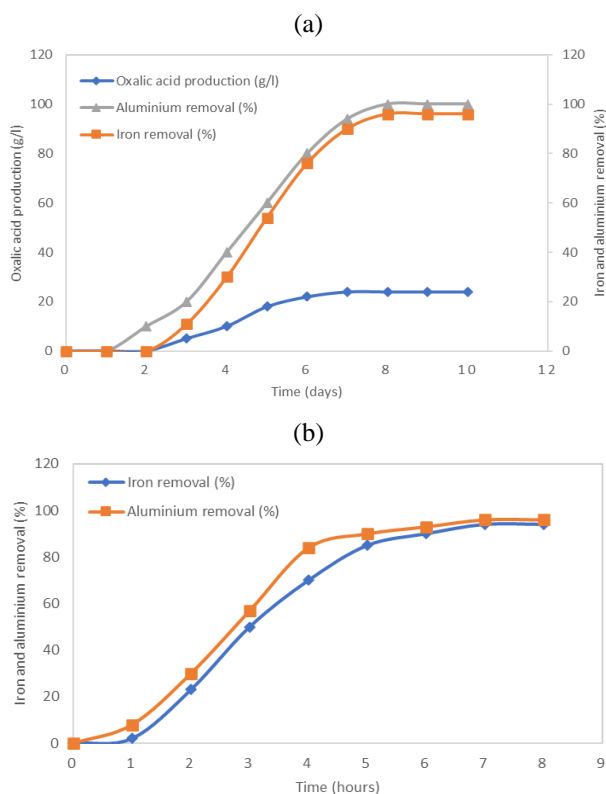 (a)
120
100
80
60
40
20
0
Oxalic acid production (g/l)
Oxalic acid production (g/l)
Aluminium removal (%)
Iron removal (%)
120
100
80
60
40
20
0
Iron and aluminium removal (%)
0 2 4 6 8 10 12
Time (days)
(b)
120
100
80
60
40
20
0
Iron and aluminium removal (%)
Iron removal (%)
Aluminium removal (%)
0 1 2 3 4 5 6 7 8 9
Time (hours)